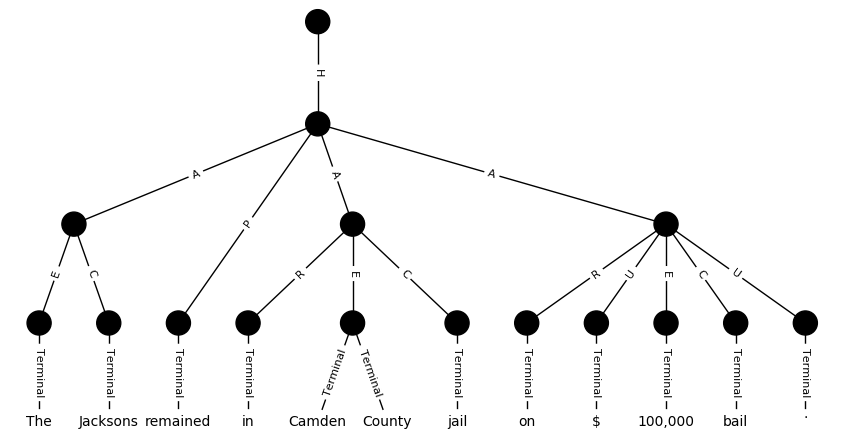 H
A
P
A
A
E
C
R
E
C
R
U
E
C
U
Terminal Terminal Terminal Terminal Terminal Terminal Terminal Terminal Terminal Terminal Terminal Terminal
The Jacksons remained in Camden County jail on $ 100,000 bail .